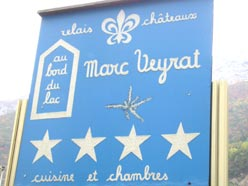 relais châteaux
au
bord
du
lac
Marc Veyrat
cuisine et chambres